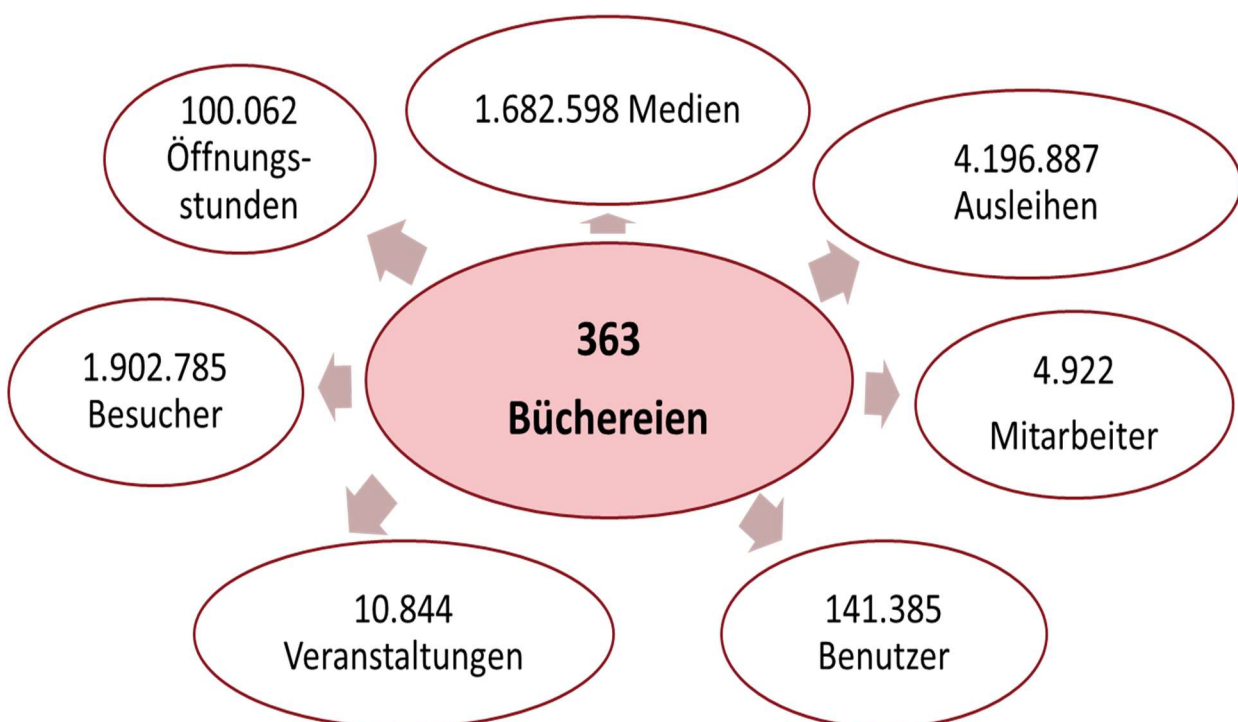 100.062
Öffnungs-
stunden
1.682.598 Medien
4.196.887
Ausleihen
363
Büchereien
1.902.785
Besucher
4.922
Mitarbeiter
10.844
Veranstaltungen
141.385
Benutzer